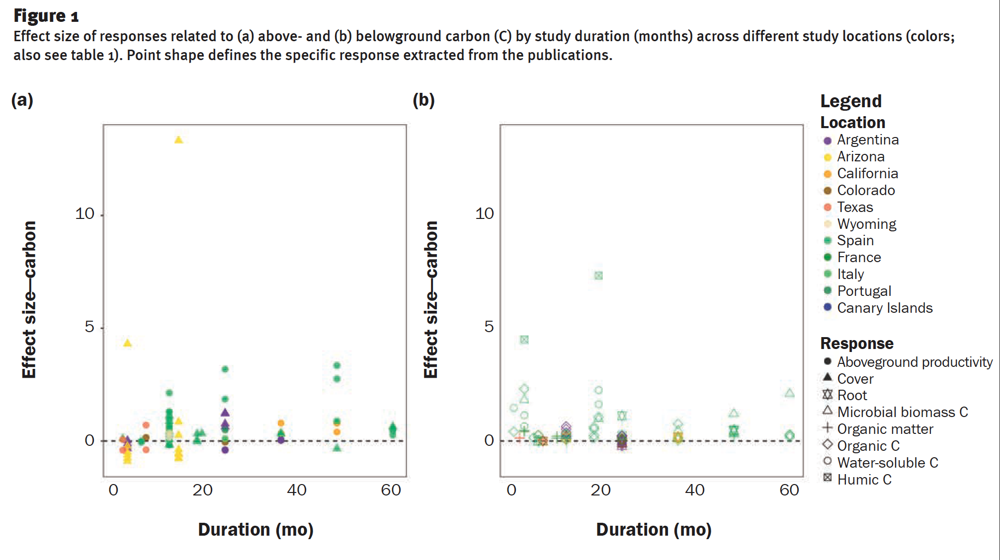 Figure 1
Effect size of responses related to (a) above- and (b) belowground carbon (C) by study duration (months) across different study locations (colors;
also see table 1). Point shape defines the specific response extracted from the publications.
(a)
Effect size—carbon
10
5
0
0 20 40 60
Duration (mo)
(b)
Effect size—carbon
10
5
0
0 20 40 60
Duration (mo)
Legend
Location
Argentina
Arizona
California
Colorado
Texas
Wyoming
Spain
France
Italy
Portugal
Canary Islands
Response
Aboveground productivity
Cover
Root
Microbial biomass C
Organic matter
Organic C
Water-soluble C
Humic C